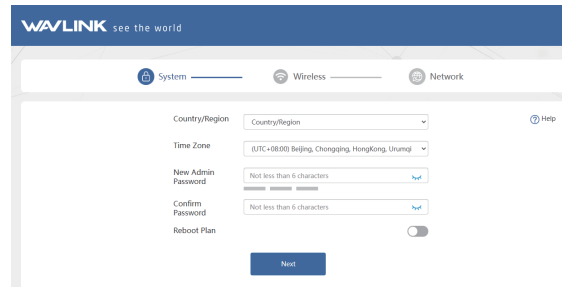 WAVLINK see the world
System Wireless Network
Country/Region Country/Region Help
Time Zone (UTC+08:00) Beijing, Chongqing, HongKong, Urumqi
New Admin Password Not less than 6 characters
Confirm Password Not less than 6 characters
Reboot Plan
Next